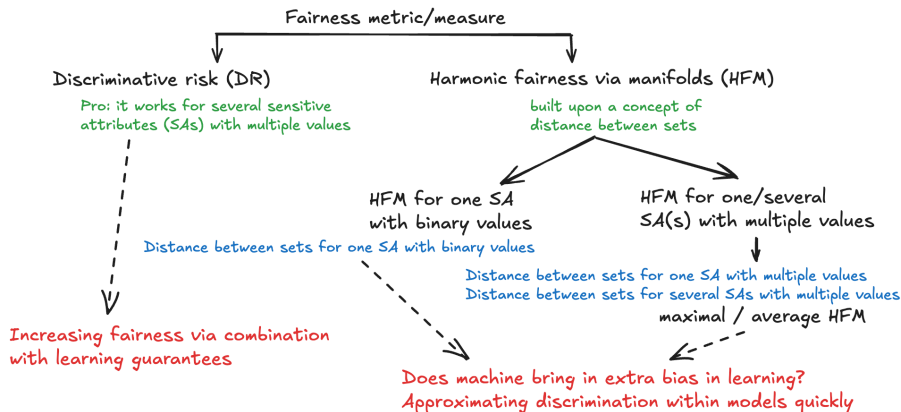 Fairness metric/measure
Discriminative risk (DR)
Harmonic fairness via manifolds (HFM)
Pro: it works for several sensitive
attributes (SAs) with multiple values
built upon a concept of
distance between sets
HFM for one SA
with binary values
HFM for one/several
SA(s) with multiple values
Distance between sets for one SA with binary values
Distance between sets for one SA with multiple values
Distance between sets for several SAs with multiple values
maximal / average HFM
Increasing fairness via combination
with learning guarantees
Does machine bring in extra bias in learning?
Approximating discrimination within models quickly